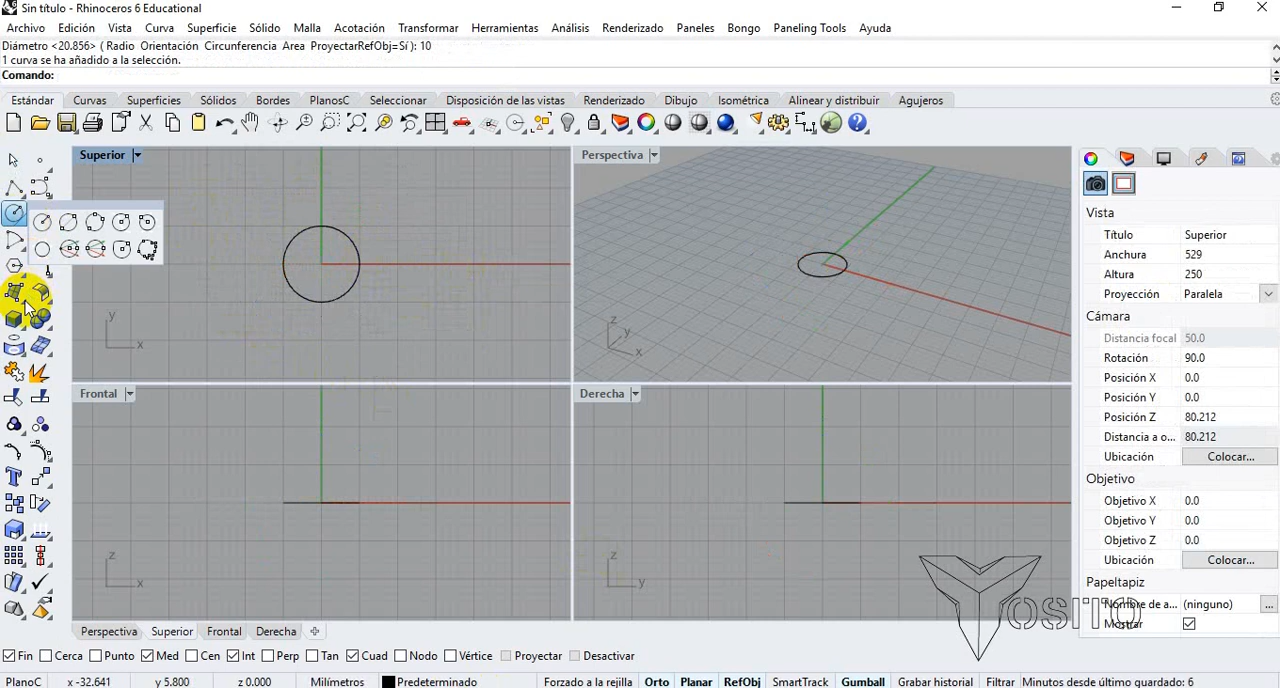 Sin título - Rhinoceros 6 Educational
Archivo Edición Vista Curva Superficie Sólido Malla Acotación Transformar Herramientas Análisis Renderizado Paneles Bongo Paneling Tools Ayuda
Diámetro <20.856> ( Radio Orientación Circunferencia Area ProyectarRefObj=Sí ): 10
1 curva se ha añadido a la selección.
Comando:
Estándar Curvas Superficies Sólidos Mallas Bordes PlanosC Seleccionar Disposición de las vistas Renderizado Dibujo Isométrica Alinear y distribuir Agujeros
Superior
Perspectiva
y
x
z
y
x
Frontal
Derecha
z
x
z
y
Vista
Título Superior
Anchura 529
Altura 250
Proyección Paralela
Cámara
Distancia focal 50.0
Rotación 90.0
Posición X 0.0
Posición Y 0.0
Posición Z 80.212
Distancia a o... 80.212
Ubicación Colocar...
Objetivo
Objetivo X 0.0
Objetivo Y 0.0
Objetivo Z 0.0
Ubicación Colocar...
Papeltapiz
Nombre de a... (ninguno) ...
Mostrar
YOSITO
Perspectiva Superior Frontal Derecha
Fin Cerca Punto Med Cen Int Perp Tan Cuad Nodo Vértice Proyectar Desactivar
PlanoC x -32.641 y 5.800 z 0.000 Milímetros Predeterminado Forzado a la rejilla Orto Planar RefObj SmartTrack Gumball Grabar historial Filtrar Minutos desde último guardado: 6